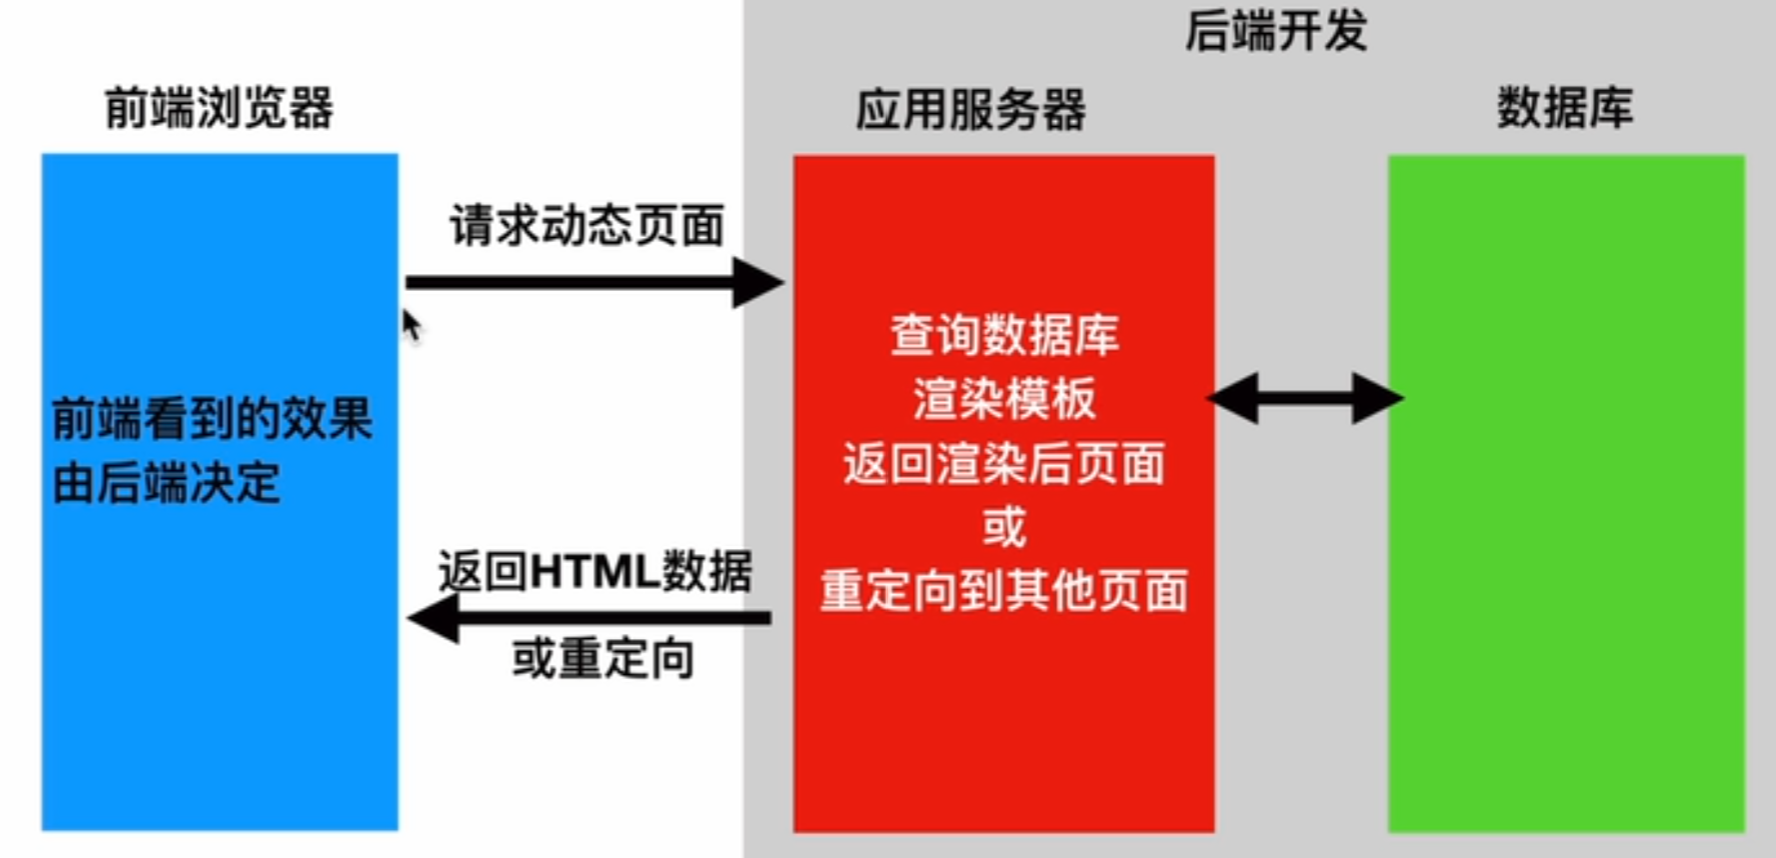 后端开发
前端浏览器
应用服务器
数据库
请求动态页面
查询数据库
渲染模板
返回渲染后页面
或
重定向到其他页面
前端看到的效果
由后端决定
返回HTML数据
或重定向